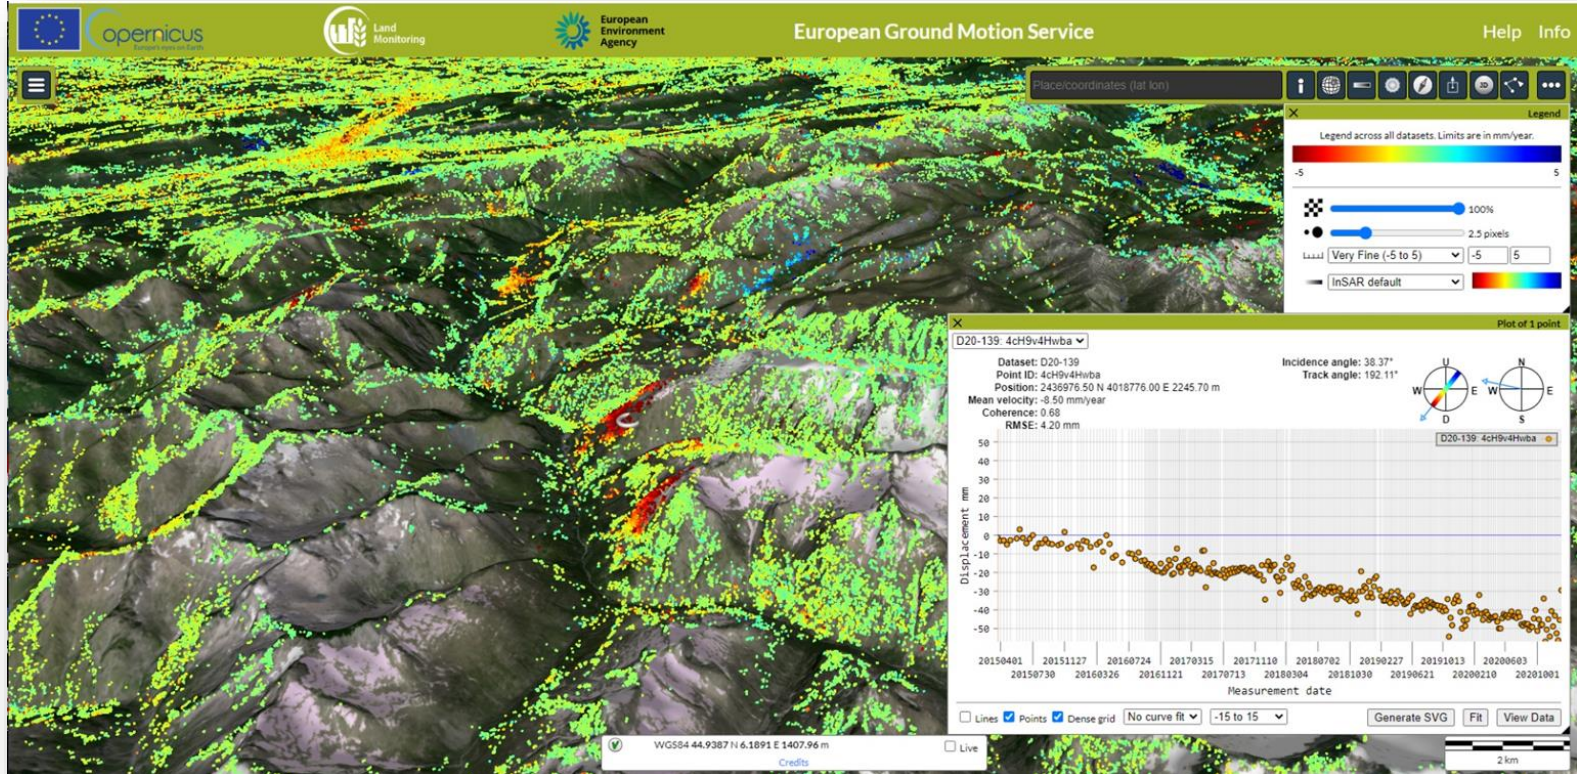 opernicus
Europe's eyes on Earth
Land
Monitoring
European
Environment
Agency
European Ground Motion Service
Help Info
Place/coordinates (lat lon)
3D
Legend
Legend across all datasets. Limits are in mm/year.
-5 5
100%
2.5 pixels
Very Fine (-5 to 5) -5 5
InSAR default
Plot of 1 point
D20-139: 4cH9v4Hwba
Dataset: D20-139
Point ID: 4cH9v4Hwba
Position: 2436976.50 N 4018776.00 E 2245.70 m
Mean velocity: -8.50 mm/year
Coherence: 0.68
RMSE: 4.20 mm
Incidence angle: 38.37°
Track angle: 192.11°
U
W E
D
N
W E
S
D20-139: 4cH9v4Hwba
Displacement mm
50
40
30
20
10
0
-10
-20
-30
-40
-50
20150401 20151127 20160724 20170315 20171110 20180702 20190227 20191013 20200603
20150730 20160326 20161121 20170713 20180304 20181030 20190621 20200210 20201001
Measurement date
Lines Points Dense grid No curve fit -15 to 15 Generate SVG Fit View Data
WGS84 44.9387 N 6.1891 E 1407.96 m Live
Credits
2 km